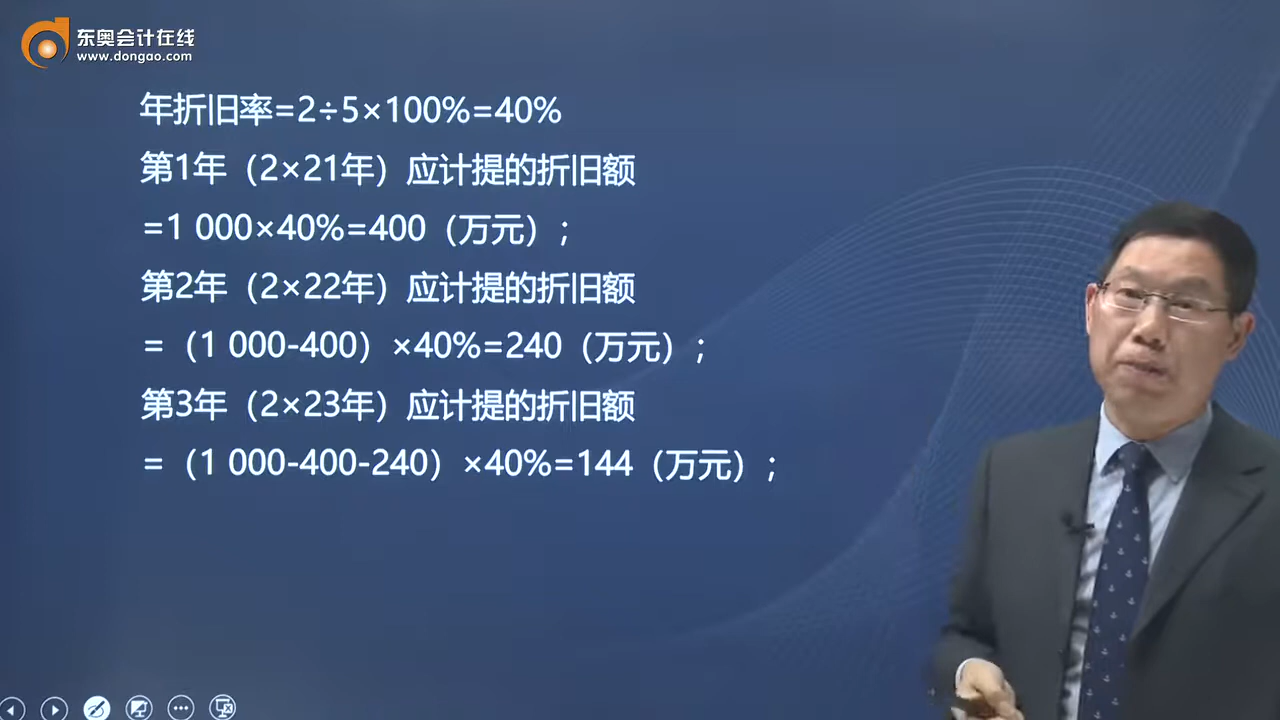 东奥会计在线
www.dongao.com
年折旧率=2÷5×100%=40%
第1年（2×21年）应计提的折旧额
=1 000×40%=400（万元）；
第2年（2×22年）应计提的折旧额
=（1 000-400）×40%=240（万元）；
第3年（2×23年）应计提的折旧额
=（1 000-400-240）×40%=144（万元）；